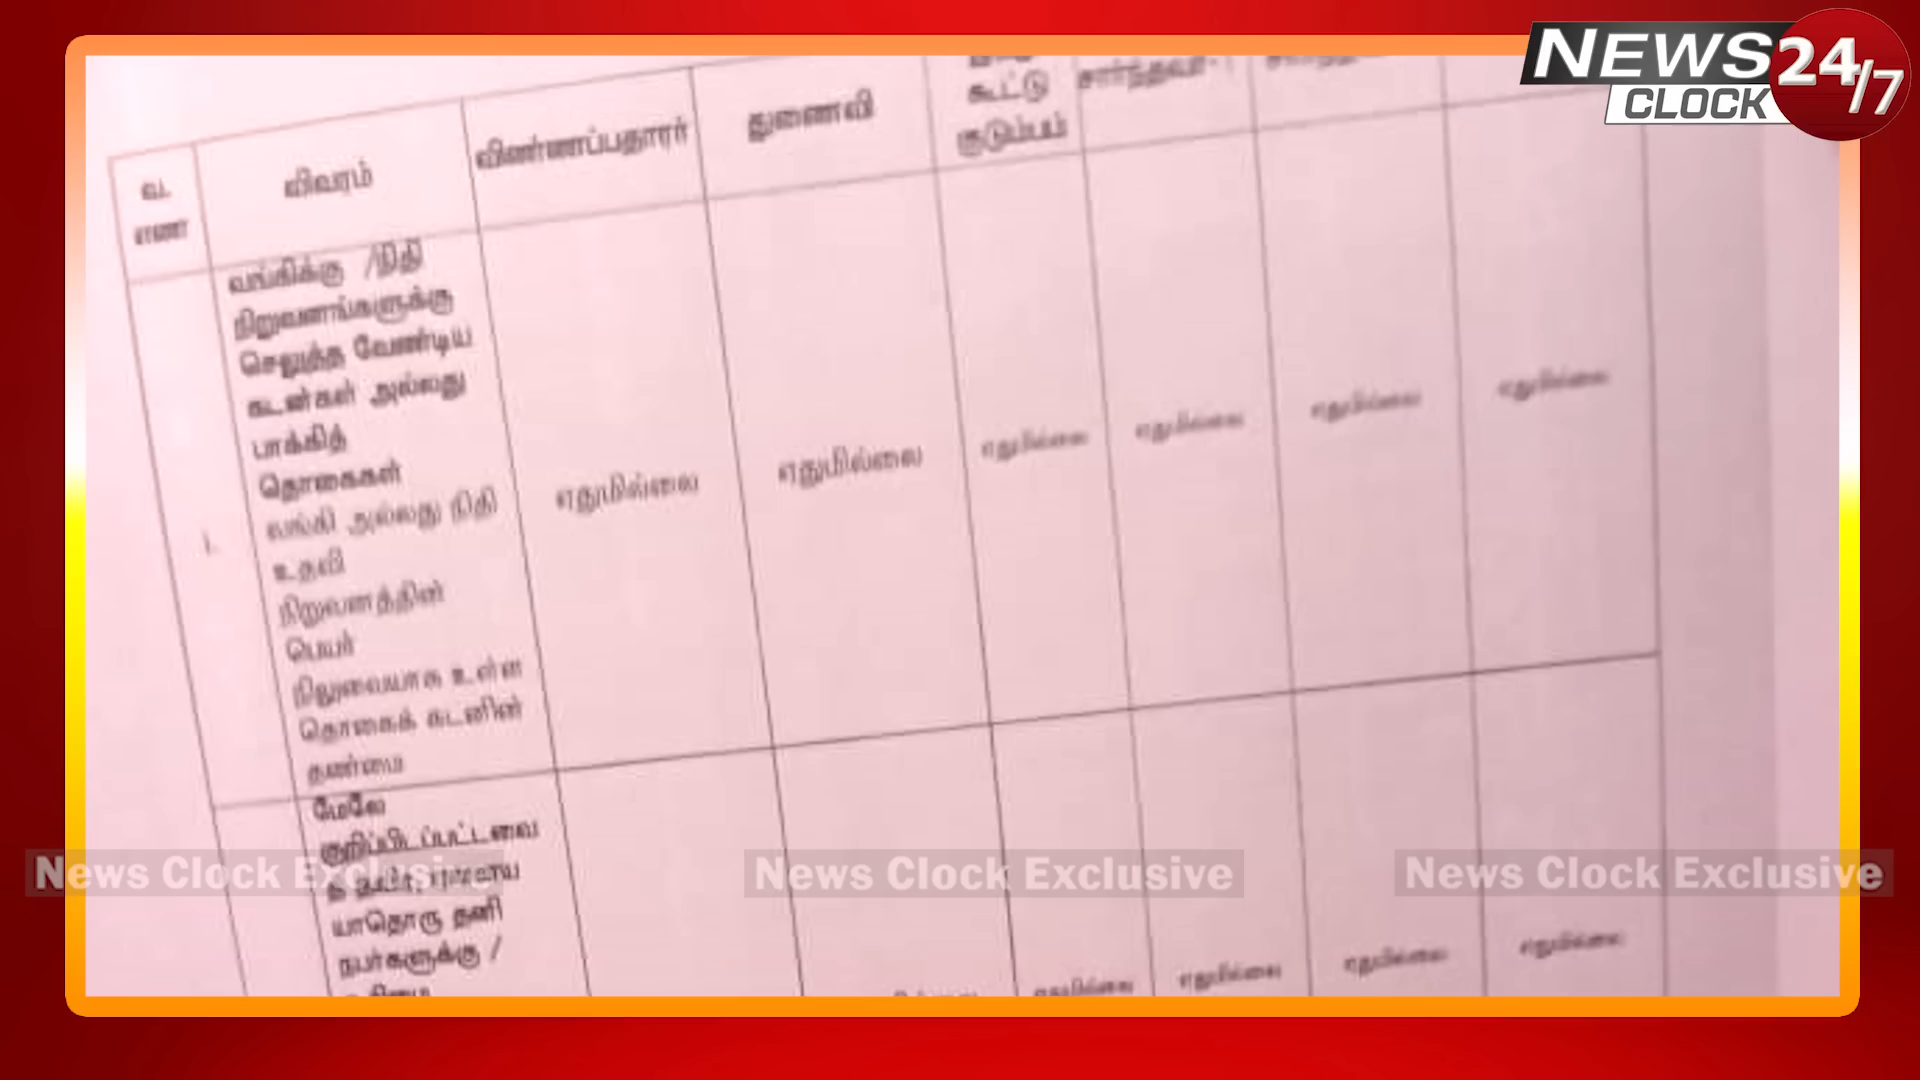 NEWS 24/7
CLOCK
வ.
எண
விவரம்
விண்ணப்பதாரர்
துணைவி
கூட்டு
குடும்பம்
சார்ந்தவர்-1
வங்கிக்கு /நிதி
நிறுவனங்களுக்கு
செலுத்த வேண்டிய
கடன்கள் அல்லது
பாக்கித்
தொகைகள்
வங்கி அல்லது நிதி
உதவி
நிறுவனத்தின்
பெயர்
நிலுவையாக உள்ள
தொகைக் கடனின்
தன்மை
i.
ஏதுமில்லை
ஏதுமில்லை
ஏதுமில்லை
ஏதுமில்லை
ஏதுமில்லை
ஏதுமில்லை
மேலே
குறிப்பிடப்பட்டவை
யாதொரு தனி
நபர்களுக்கு /
ஏதுமில்லை
ஏதுமில்லை
ஏதுமில்லை
ஏதுமில்லை
News Clock Exclusive
News Clock Exclusive
News Clock Exclusive